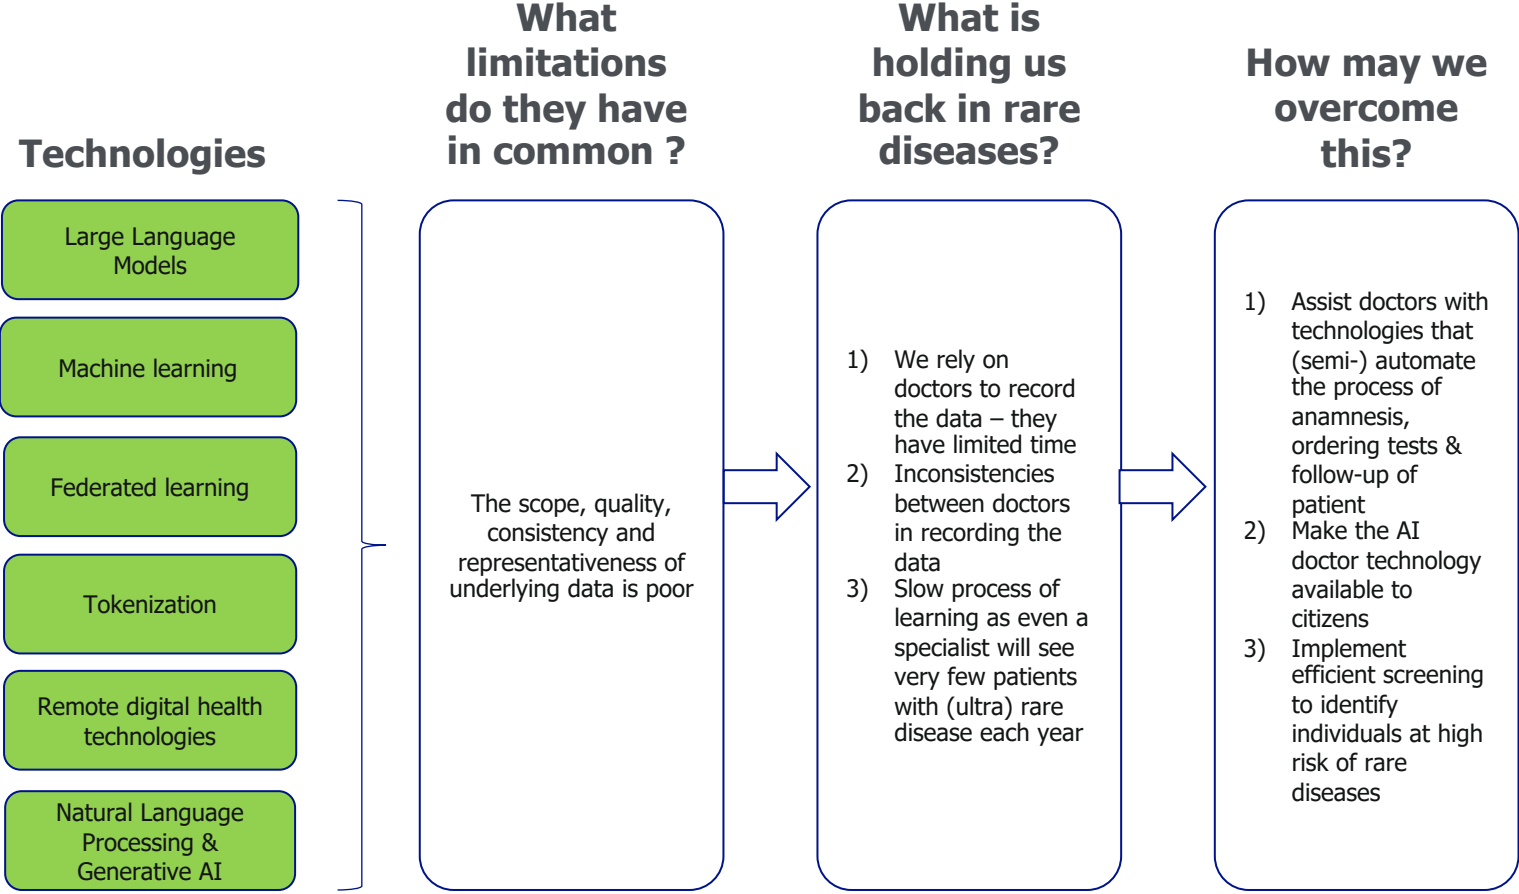 Technologies
Large Language
Models
Machine learning
Federated learning
Tokenization
Remote digital health
technologies
Natural Language
Processing &
Generative AI
What
limitations
do they have
in common ?
The scope, quality,
consistency and
representativeness of
underlying data is poor
What is
holding us
back in rare
diseases?
1) We rely on
doctors to record
the data – they
have limited time
2) Inconsistencies
between doctors
in recording the
data
3) Slow process of
learning as even a
specialist will see
very few patients
with (ultra) rare
disease each year
How may we
overcome
this?
1) Assist doctors with
technologies that
(semi-) automate
the process of
anamnesis,
ordering tests &
follow-up of
patient
2) Make the AI
doctor technology
available to
citizens
3) Implement
efficient screening
to identify
individuals at high
risk of rare
diseases